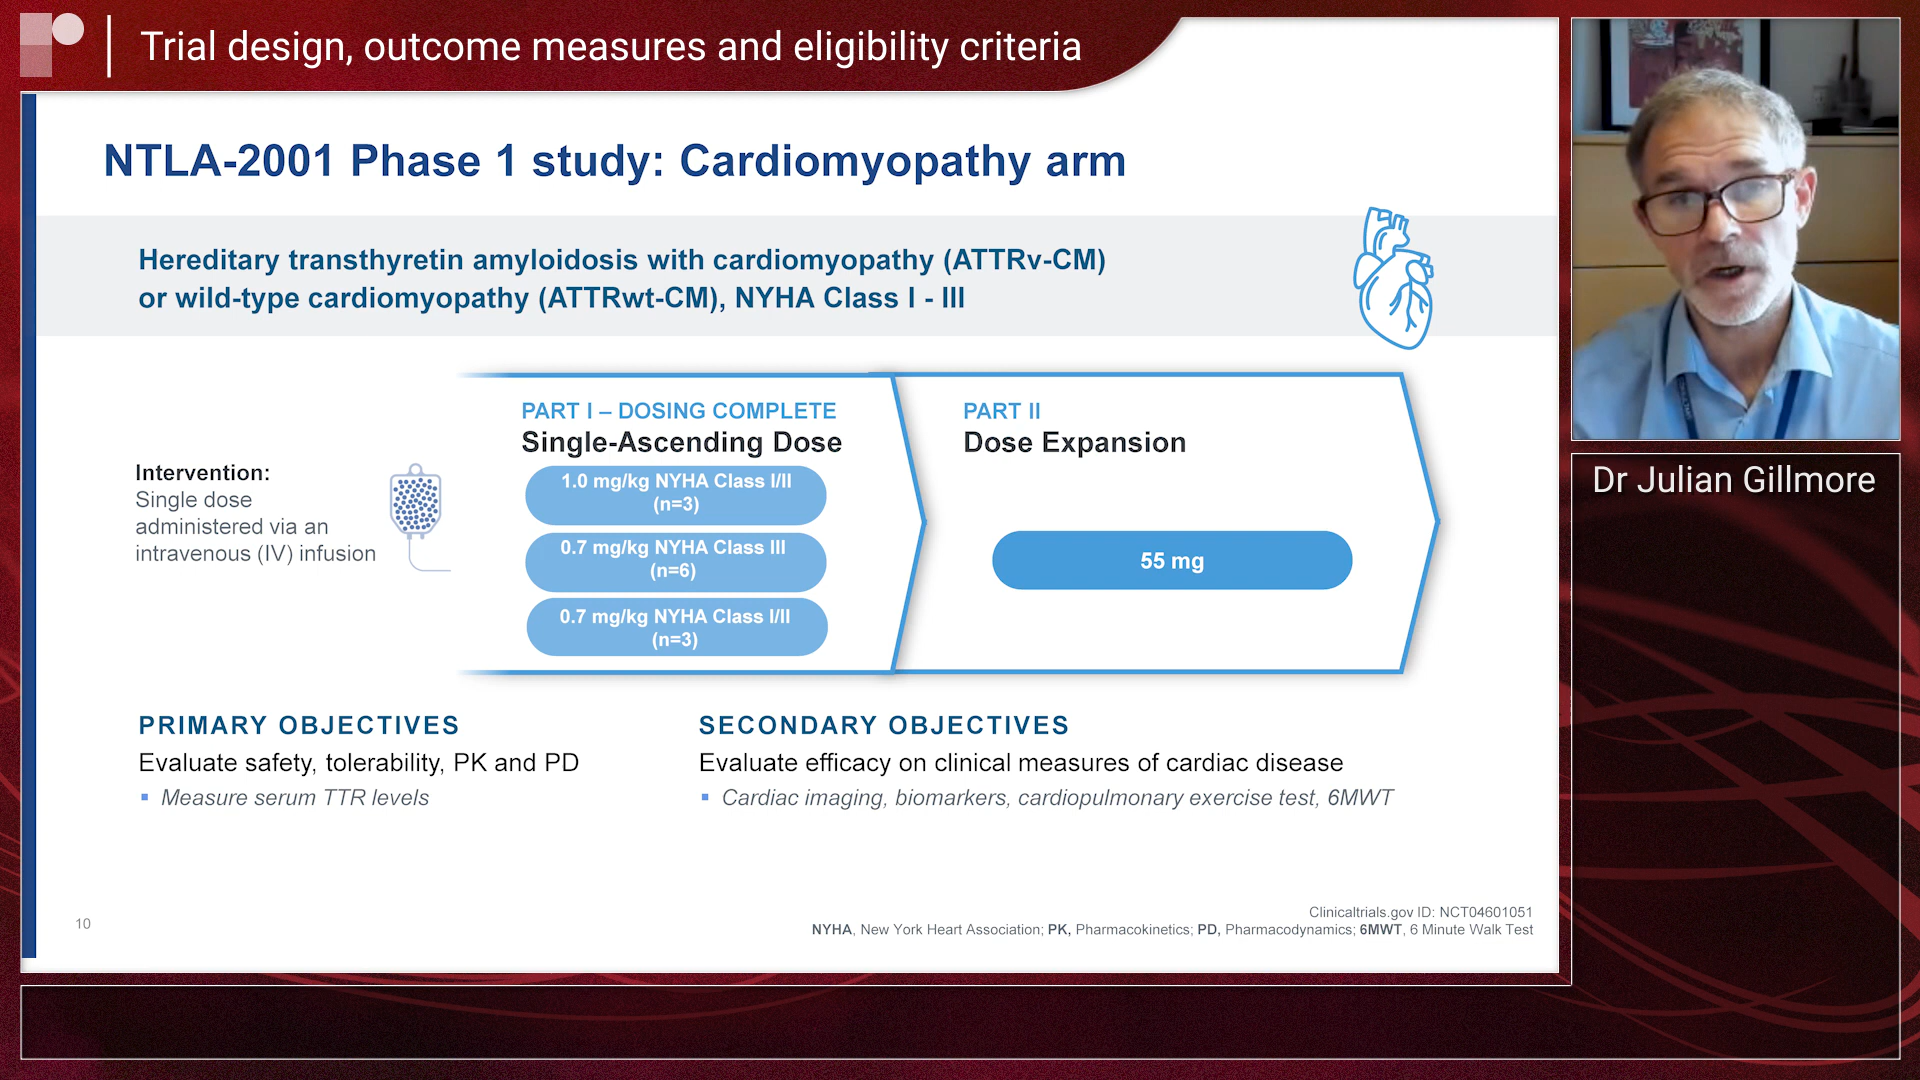 Trial design, outcome measures and eligibility criteria
NTLA-2001 Phase 1 study: Cardiomyopathy arm
Hereditary transthyretin amyloidosis with cardiomyopathy (ATTRv-CM)
or wild-type cardiomyopathy (ATTRwt-CM), NYHA Class I - III
Intervention:
Single dose
administered via an
intravenous (IV) infusion
PART I – DOSING COMPLETE
Single-Ascending Dose
1.0 mg/kg NYHA Class I/II
(n=3)
0.7 mg/kg NYHA Class III
(n=6)
0.7 mg/kg NYHA Class I/II
(n=3)
PART II
Dose Expansion
55 mg
PRIMARY OBJECTIVES
Evaluate safety, tolerability, PK and PD
▪ Measure serum TTR levels
SECONDARY OBJECTIVES
Evaluate efficacy on clinical measures of cardiac disease
▪ Cardiac imaging, biomarkers, cardiopulmonary exercise test, 6MWT
10
Clinicaltrials.gov ID: NCT04601051
NYHA, New York Heart Association; PK, Pharmacokinetics; PD, Pharmacodynamics; 6MWT, 6 Minute Walk Test
Dr Julian Gillmore